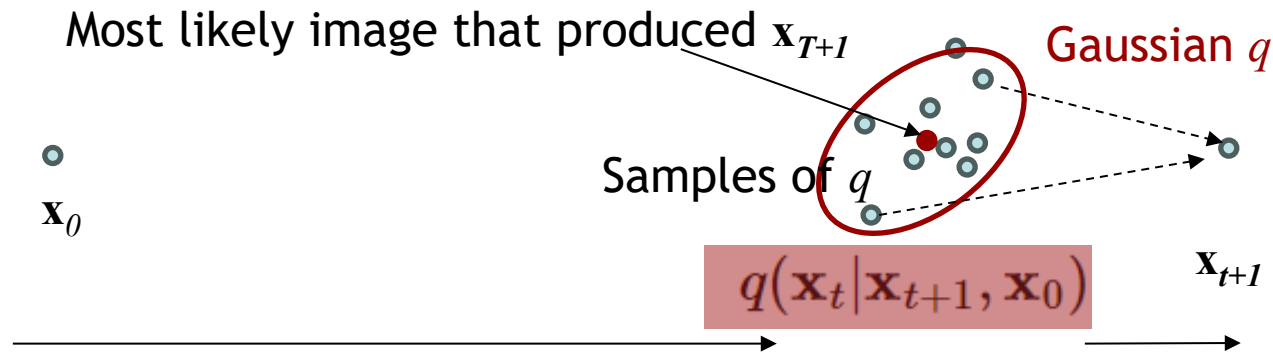 Most likely image that produced x_{T+1}
Gaussian q
Samples of q
x_0
q(x_t|x_{t+1}, x_0)
x_{t+1}